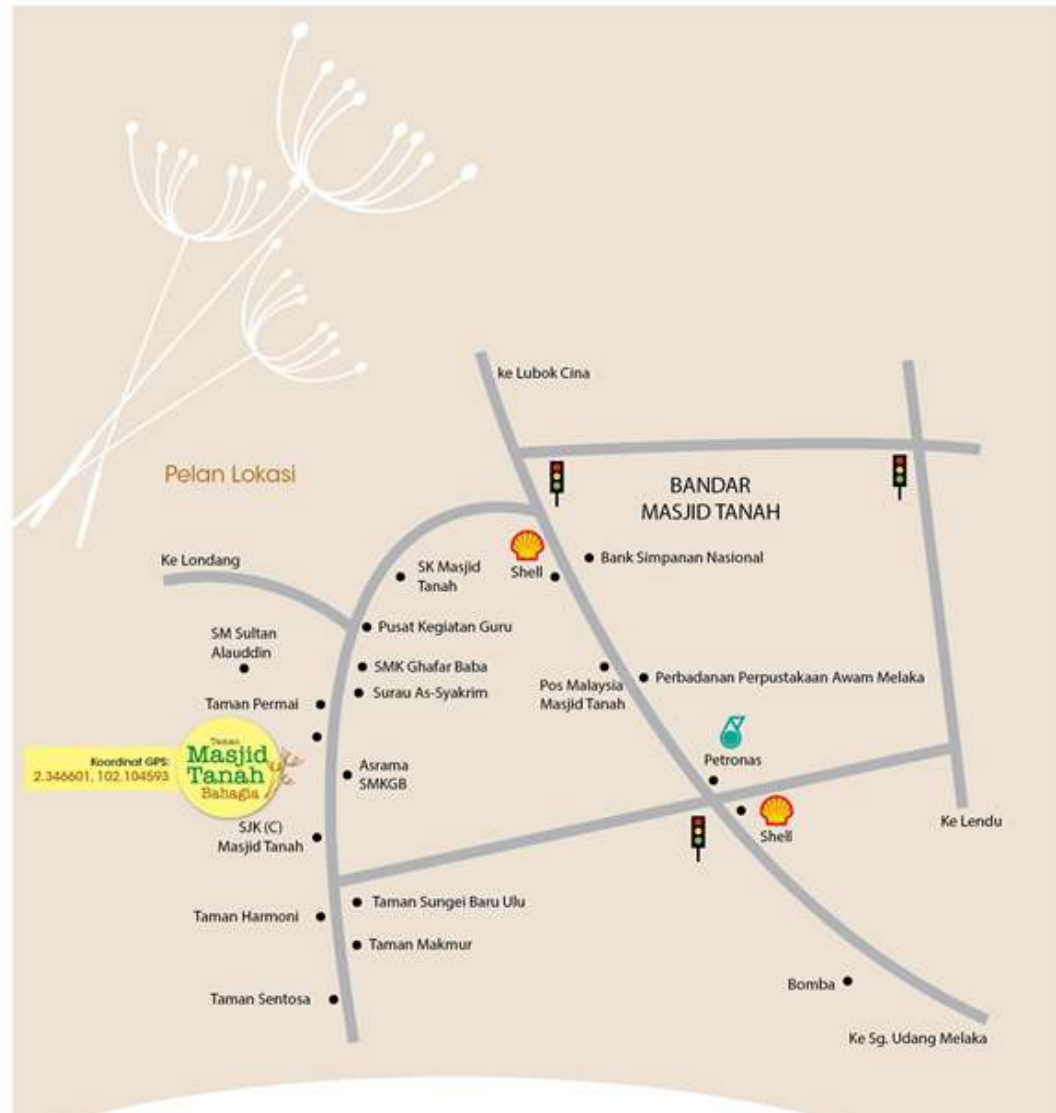 ke Lubok Cina
Pelan Lokasi
BANDAR
MASJID TANAH
Ke Londang
SK Masjid
Tanah
Shell
Bank Simpanan Nasional
Pusat Kegiatan Guru
SM Sultan
Alauddin
SMK Ghafar Baba
Surau As-Syakrim
Pos Malaysia
Masjid Tanah
Perbadanan Perpustakaan Awam Melaka
Taman Permai
Koordinat GPS:
2.346601, 102.104593
Taman
Masjid
Tanah
Bahagia
Asrama
SMKGB
Petronas
Shell
Ke Lendu
SJK (C)
Masjid Tanah
Taman Sungei Baru Ulu
Taman Harmoni
Taman Makmur
Taman Sentosa
Bomba
Ke Sg. Udang Melaka